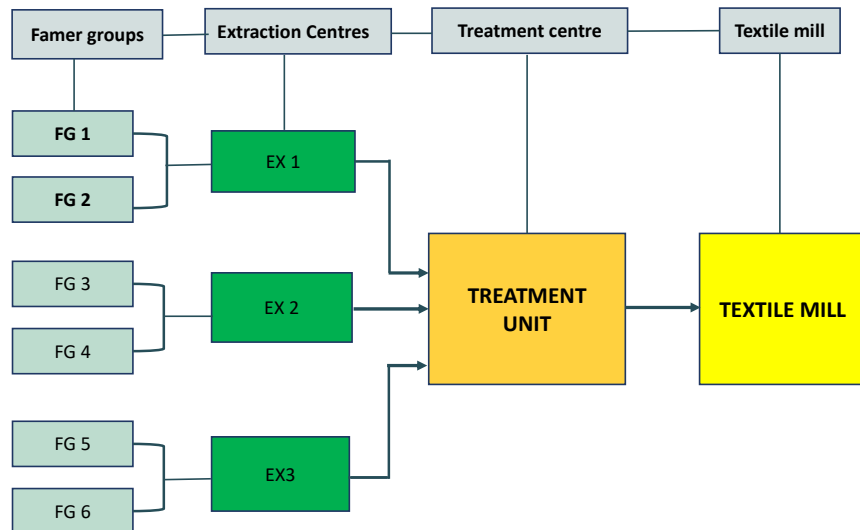 Famer groups
Extraction Centres
Treatment centre
Textile mill
FG 1
FG 2
EX 1
FG 3
FG 4
EX 2
FG 5
FG 6
EX3
TREATMENT
UNIT
TEXTILE MILL